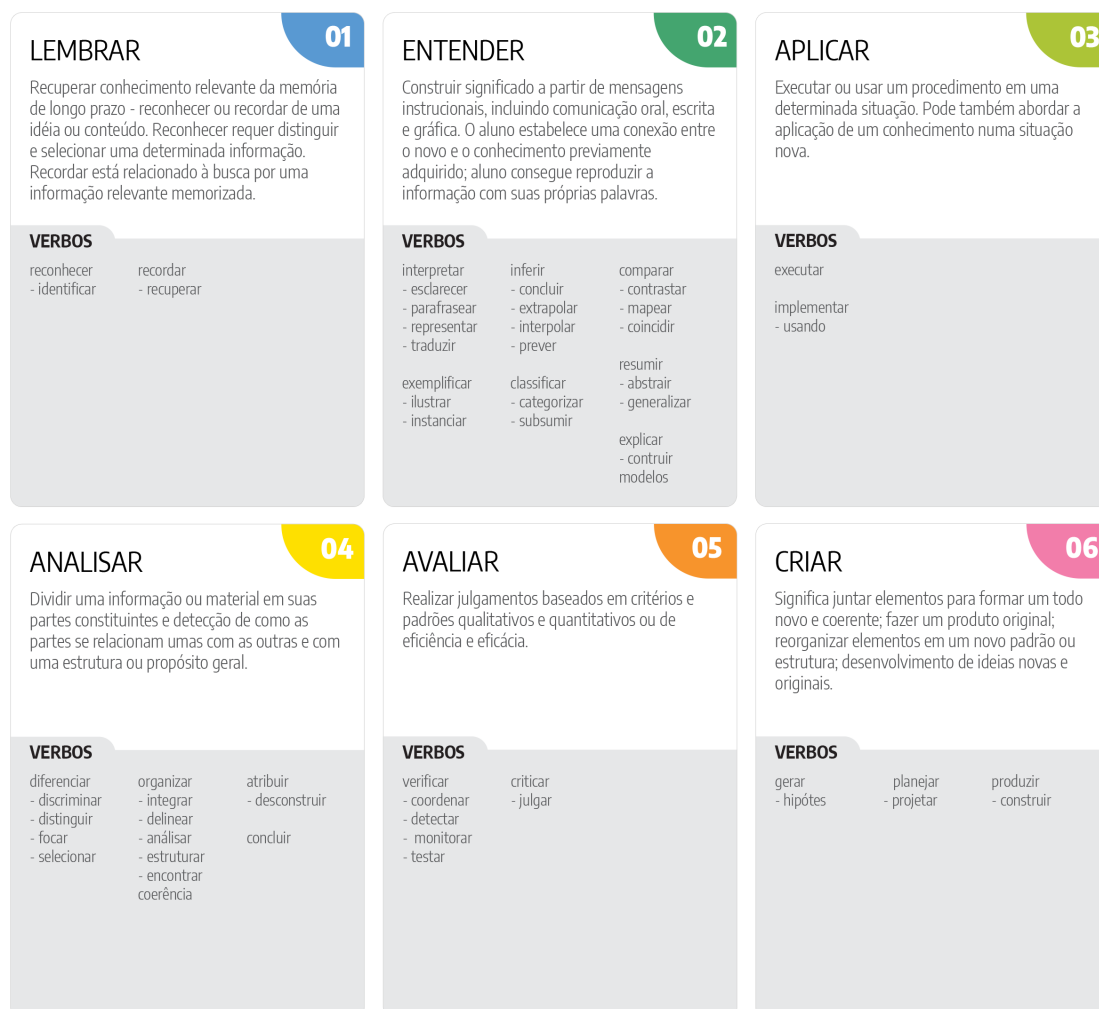 01
LEMBRAR
Recuperar conhecimento relevante da memória
de longo prazo - reconhecer ou recordar de uma
idéia ou conteúdo. Reconhecer requer distinguir
e selecionar uma determinada informação.
Recordar está relacionado à busca por uma
informação relevante memorizada.
VERBOS
reconhecer
- identificar
recordar
- recuperar
02
ENTENDER
Construir significado a partir de mensagens
instrucionais, incluindo comunicação oral, escrita
e gráfica. O aluno estabelece uma conexão entre
o novo e o conhecimento previamente
adquirido; aluno consegue reproduzir a
informação com suas próprias palavras.
VERBOS
interpretar
- esclarecer
- parafrasear
- representar
- traduzir
exemplificar
- ilustrar
- instanciar
inferir
- concluir
- extrapolar
- interpolar
- prever
classificar
- categorizar
- subsumir
comparar
- contrastar
- mapear
- coincidir
resumir
- abstrair
- generalizar
explicar
- contruir
modelos
03
APLICAR
Executar ou usar um procedimento em uma
determinada situação. Pode também abordar a
aplicação de um conhecimento numa situação
nova.
VERBOS
executar
implementar
- usando
04
ANALISAR
Dividir uma informação ou material em suas
partes constituintes e detecção de como as
partes se relacionam umas com as outras e com
uma estrutura ou propósito geral.
VERBOS
diferenciar
- discriminar
- distinguir
- focar
- selecionar
organizar
- integrar
- delinear
- análisar
- estruturar
- encontrar
coerência
atribuir
- desconstruir
concluir
05
AVALIAR
Realizar julgamentos baseados em critérios e
padrões qualitativos e quantitativos ou de
eficiência e eficácia.
VERBOS
verificar
- coordenar
- detectar
- monitorar
- testar
criticar
- julgar
06
CRIAR
Significa juntar elementos para formar um todo
novo e coerente; fazer um produto original;
reorganizar elementos em um novo padrão ou
estrutura; desenvolvimento de ideias novas e
originais.
VERBOS
gerar
- hipótes
planejar
- projetar
produzir
- construir